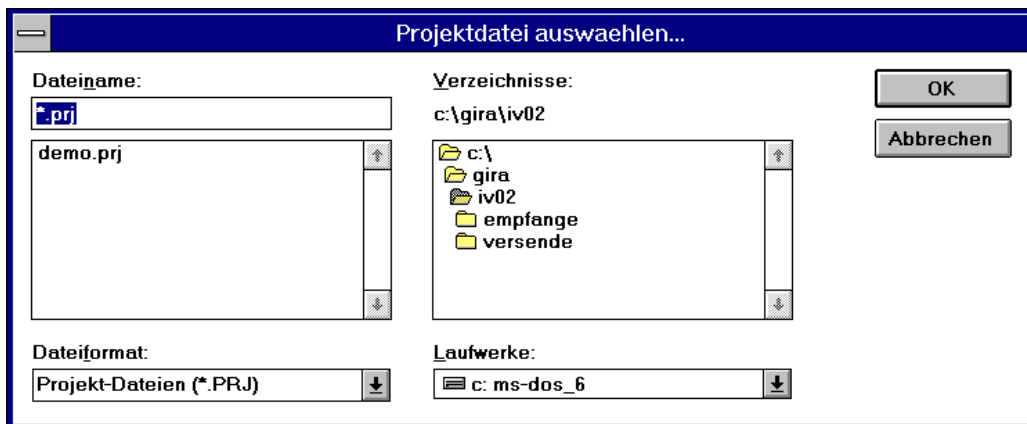 Projektdatei auswaehlen...
Dateiname:
*.prj
demo.prj
Dateiformat:
Projekt-Dateien (*.PRJ)
Verzeichnisse:
c:\gira\iv02
c:\
gira
iv02
empfange
versende
Laufwerke:
c: ms-dos_6
OK
Abbrechen